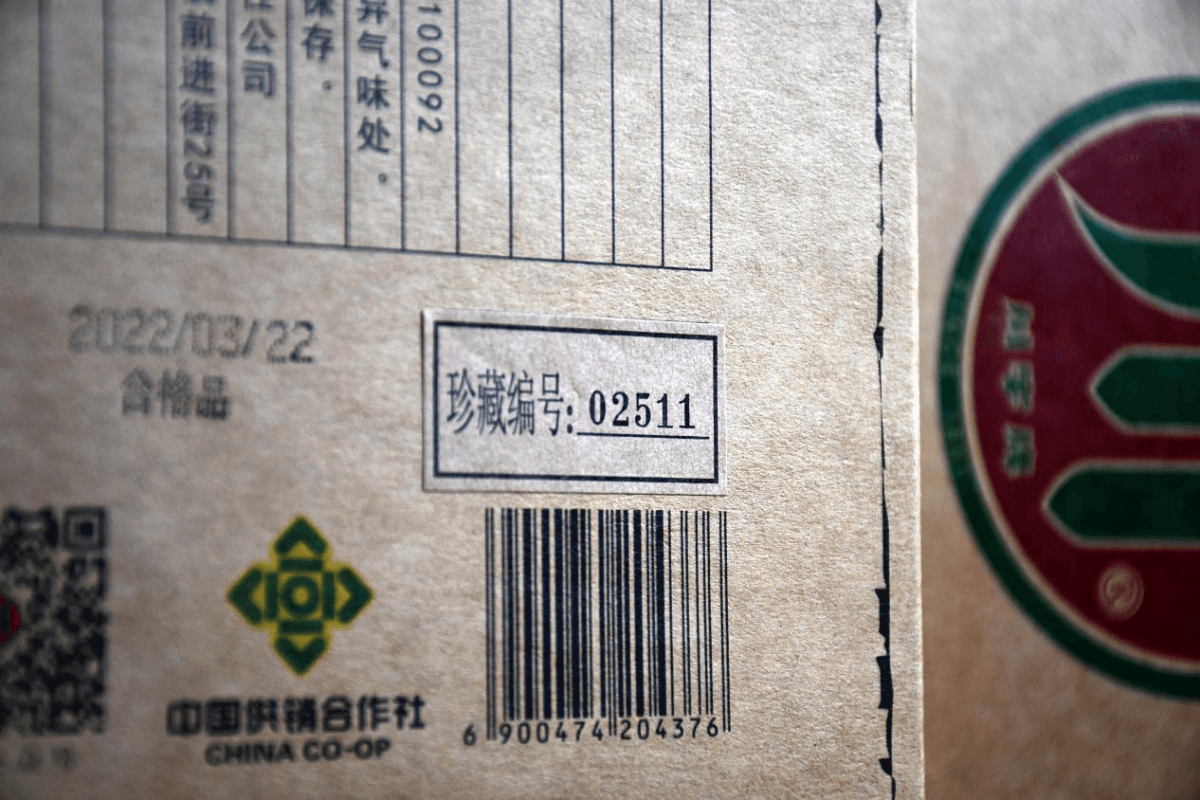 100092
异气味处。
保存。
公司
前进街25号
2022/03/22
合格品
珍藏编号:02511
中国供销合作社
CHINA CO-OP
6 900474 204376
川